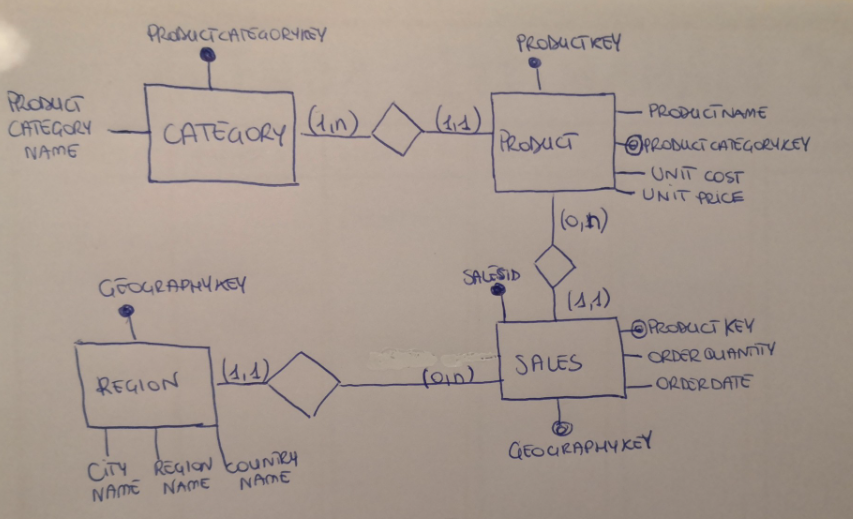 PRODUCTCATEGORYKEY
PRODUCTKEY
PRODUCT
CATEGORY
NAME
CATEGORY
(1,n)
(1,1)
PRODUCT
PRODUCTNAME
PRODUCTCATEGORYKEY
UNIT COST
UNIT PRICE
(0,n)
GEOGRAPHYKEY
SALESID
(1,1)
REGION
(1,1)
(0,n)
SALES
PRODUCTKEY
ORDERQUANTITY
ORDERDATE
CITY
NAME
REGION
NAME
COUNTRY
NAME
GEOGRAPHYKEY